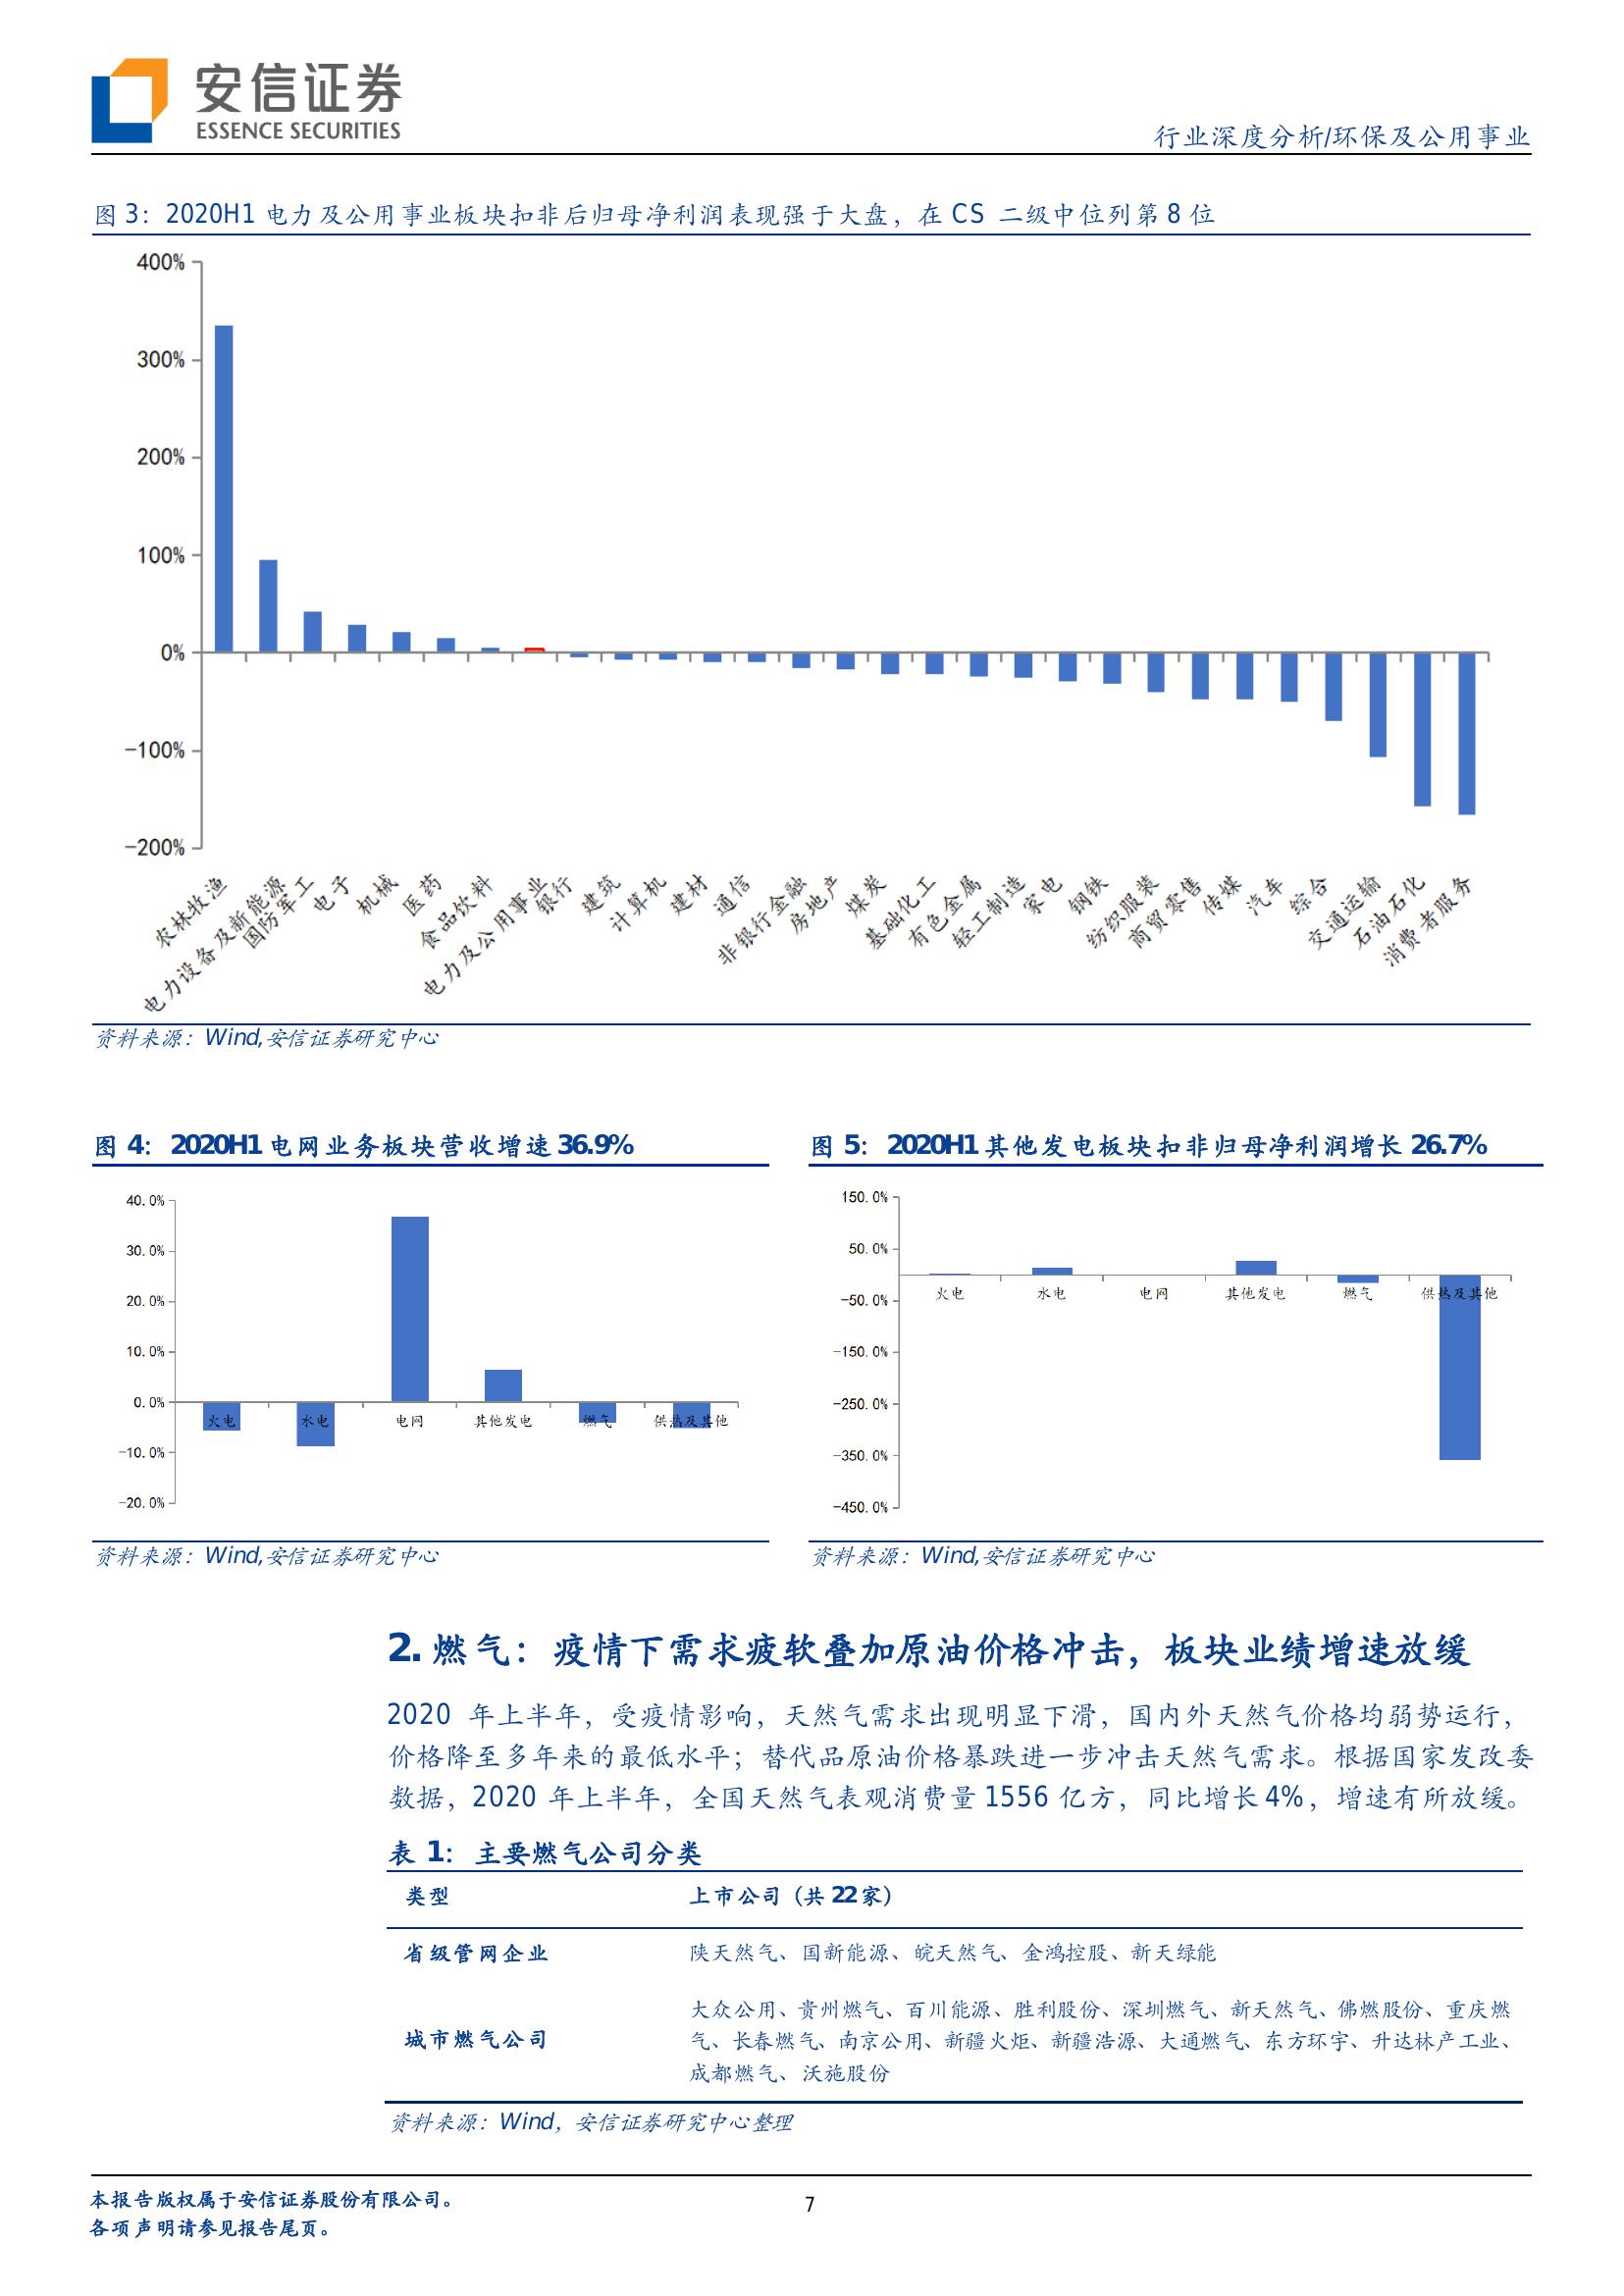 安信证券
ESSENCE SECURITIES
行业深度分析/环保及公用事业
图 3：2020H1 电力及公用事业板块扣非后归母净利润表现强于大盘，在 CS 二级中位列第 8 位
400%
300%
200%
100%
0%
-100%
-200%
农林牧渔
电力设备及新能源
国防军工
电子
机械
医药
食品饮料
电力及公用事业
银行
建筑
计算机
建材
通信
非银行金融
房地产
煤炭
基础化工
有色金属
轻工制造
家电
钢铁
纺织服装
商贸零售
传媒
汽车
综合
交通运输
石油石化
消费者服务
资料来源：Wind,安信证券研究中心
图 4：2020H1 电网业务板块营收增速 36.9%
40.0%
30.0%
20.0%
10.0%
0.0%
-10.0%
-20.0%
火电
水电
电网
其他发电
燃气
供热及其他
资料来源：Wind,安信证券研究中心
图 5：2020H1 其他发电板块扣非归母净利润增长 26.7%
150.0%
50.0%
-50.0%
-150.0%
-250.0%
-350.0%
-450.0%
火电
水电
电网
其他发电
燃气
供热及其他
资料来源：Wind,安信证券研究中心
2. 燃气：疫情下需求疲软叠加原油价格冲击，板块业绩增速放缓
2020 年上半年，受疫情影响，天然气需求出现明显下滑，国内外天然气价格均弱势运行，
价格降至多年来的最低水平；替代品原油价格暴跌进一步冲击天然气需求。根据国家发改委
数据，2020 年上半年，全国天然气表观消费量 1556 亿方，同比增长 4%，增速有所放缓。
表 1：主要燃气公司分类
类型 上市公司（共 22 家）
省级管网企业 陕天然气、国新能源、皖天然气、金鸿控股、新天绿能
大众公用、贵州燃气、百川能源、胜利股份、深圳燃气、新天然气、佛燃股份、重庆燃
城市燃气公司 气、长春燃气、南京公用、新疆火炬、新疆浩源、大通燃气、东方环宇、升达林产工业、
成都燃气、沃施股份
资料来源：Wind，安信证券研究中心整理
本报告版权属于安信证券股份有限公司。
各项声明请参见报告尾页。
7